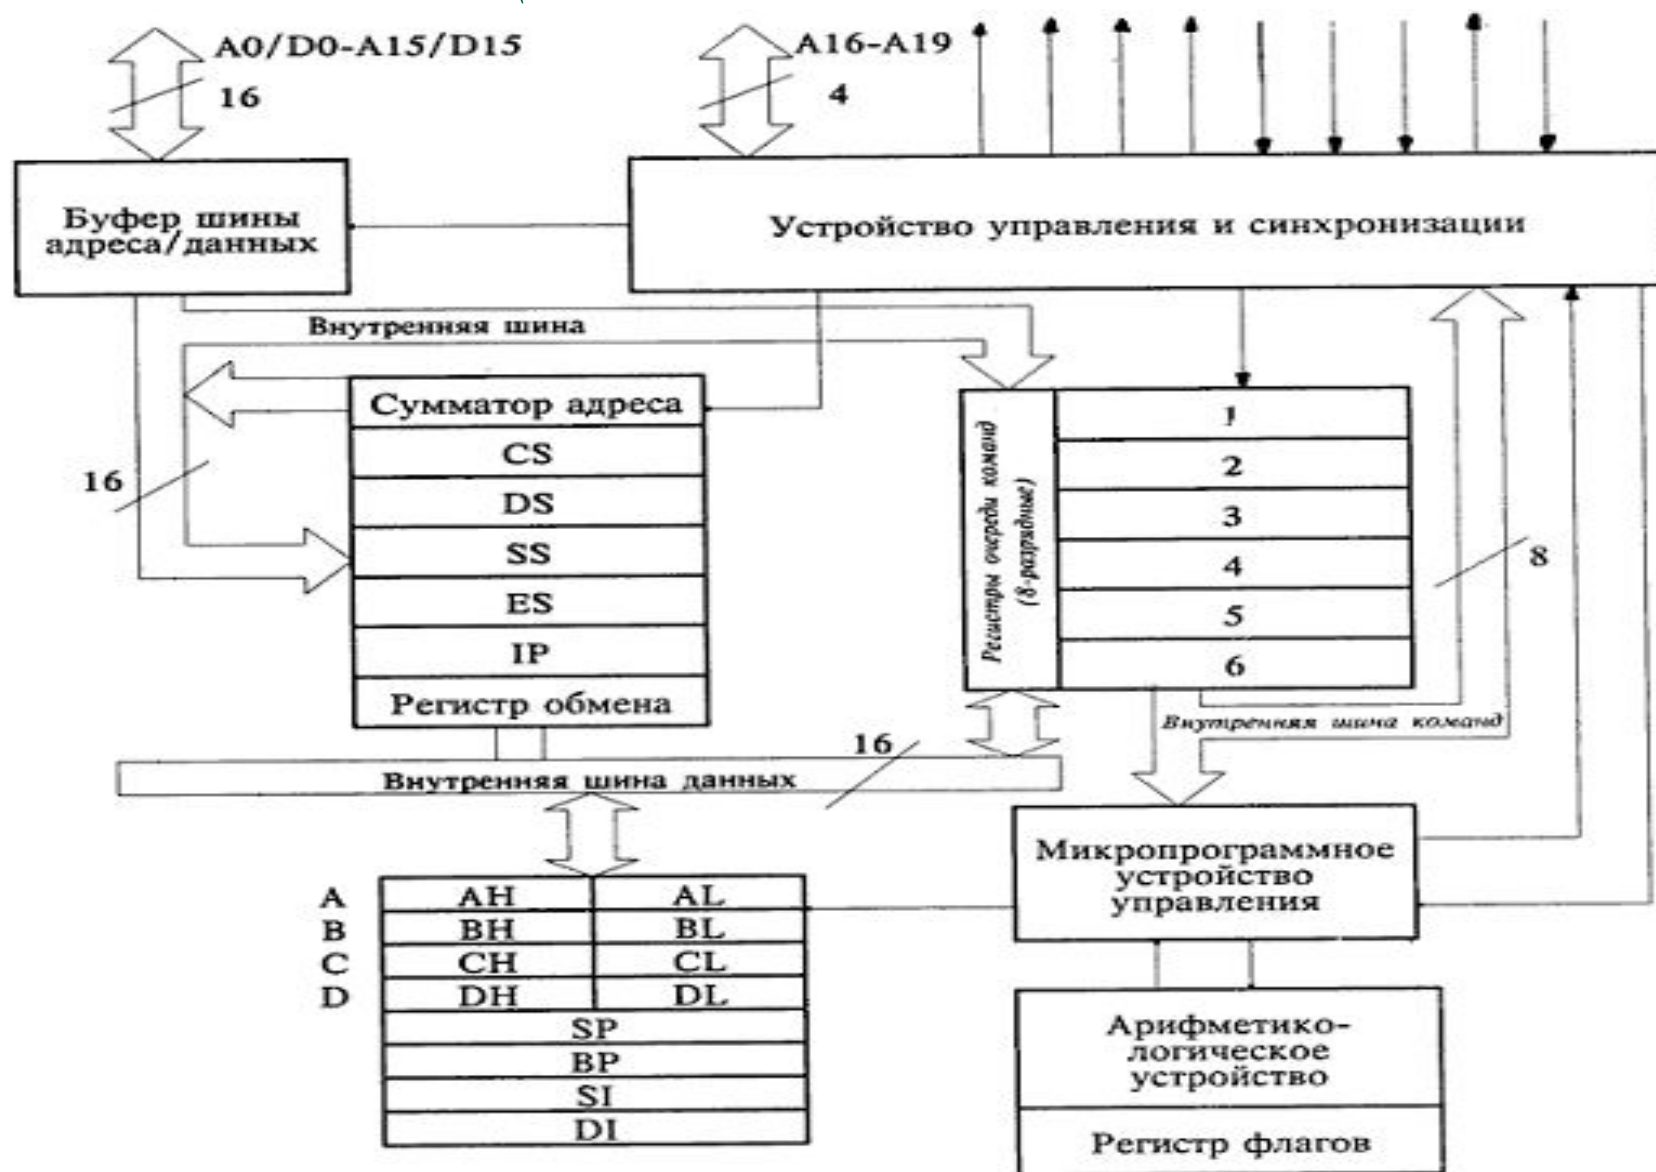 A0/D0-A15/D15
16
A16-A19
4
Буфер шины
адреса/данных
Устройство управления и синхронизации
Внутренняя шина
16
Сумматор адреса
CS
DS
SS
ES
IP
Регистр обмена
Регистры очереди команд
(8-разрядные)
1
2
3
4
5
6
8
Внутренняя шина команд
16
Внутренняя шина данных
A
AH
AL
B
BH
BL
C
CH
CL
D
DH
DL
SP
BP
SI
DI
Микропрограммное
устройство
управления
Арифметико-
логическое
устройство
Регистр флагов